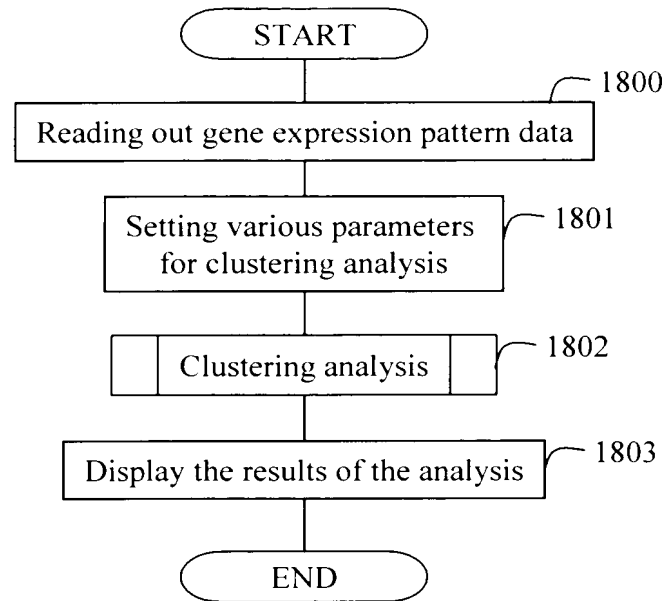 START
1800
Reading out gene expression pattern data
Setting various parameters
for clustering analysis
1801
Clustering analysis
1802
Display the results of the analysis
1803
END